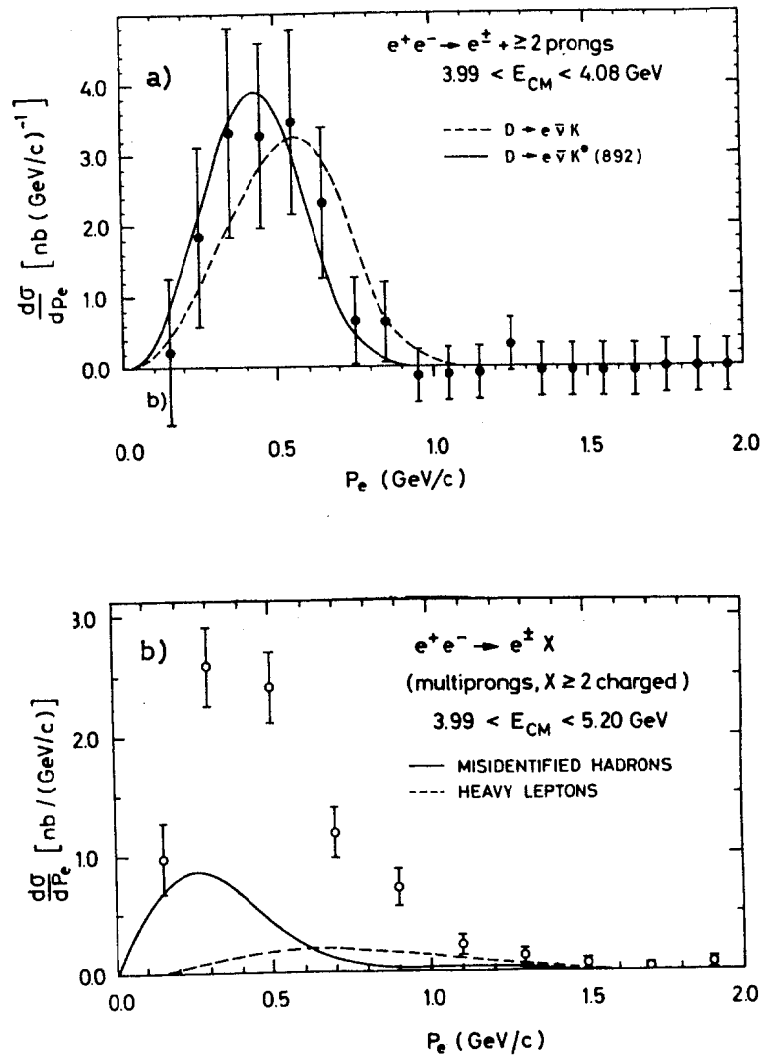 a)
e⁺e⁻ → e± + ≥ 2 prongs
3.99 < E_CM < 4.08 GeV
--- D → e ν̄ K
— D → e ν̄ K*(892)
dσ/dp_e [nb (GeV/c)⁻¹]
4.0
3.0
2.0
1.0
0.0
b)
0.0 0.5 1.0 1.5 2.0
P_e (GeV/c)
b)
e⁺e⁻ → e± X
(multiprongs, X ≥ 2 charged)
3.99 < E_CM < 5.20 GeV
— MISIDENTIFIED HADRONS
--- HEAVY LEPTONS
dσ/dP_e [nb/(GeV/c)]
3.0
2.0
1.0
0.0
0.0 0.5 1.0 1.5 2.0
P_e (GeV/c)